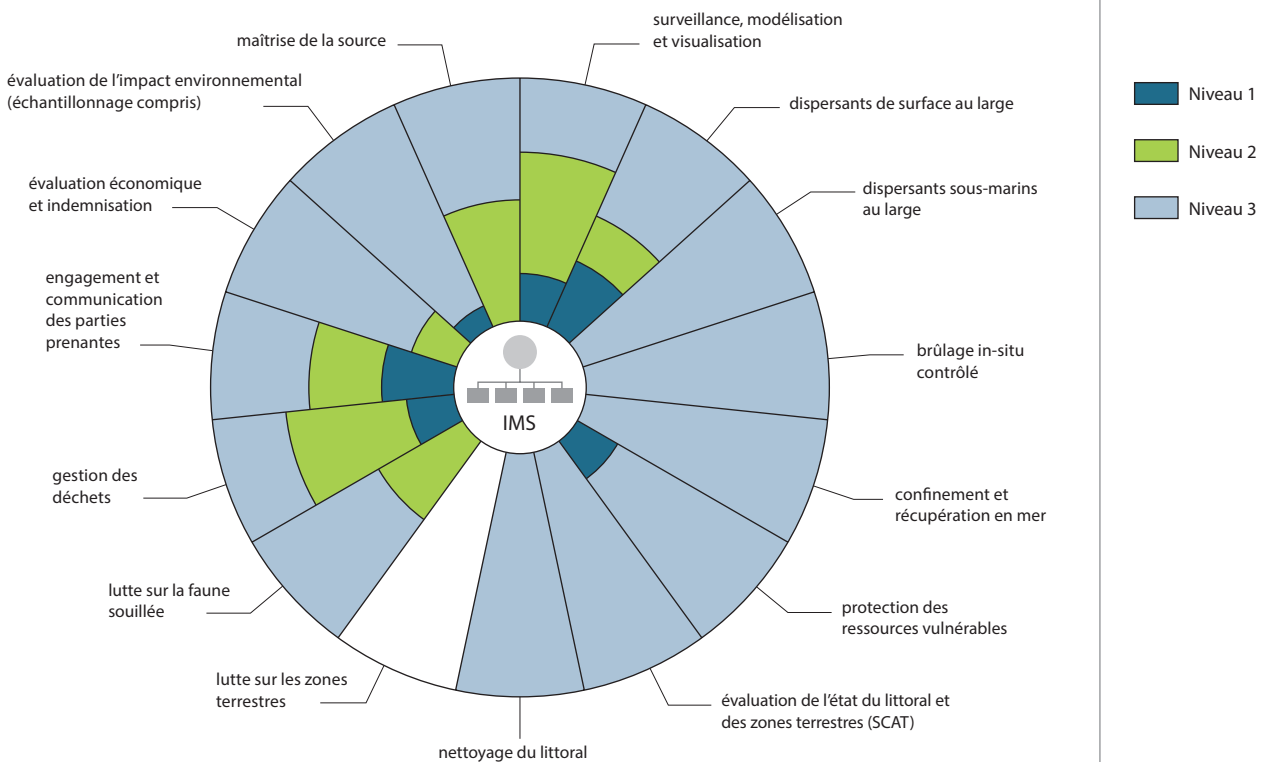 surveillance, modélisation
et visualisation
maîtrise de la source
évaluation de l'impact environnemental
(échantillonnage compris)
dispersants de surface au large
dispersants sous-marins
au large
évaluation économique
et indemnisation
engagement et
communication
des parties
prenantes
brûlage in-situ
contrôlé
IMS
gestion des
déchets
confinement et
récupération en mer
lutte sur la faune
souillée
protection des
ressources vulnérables
lutte sur les zones
terrestres
évaluation de l'état du littoral et
des zones terrestres (SCAT)
nettoyage du littoral
Niveau 1
Niveau 2
Niveau 3